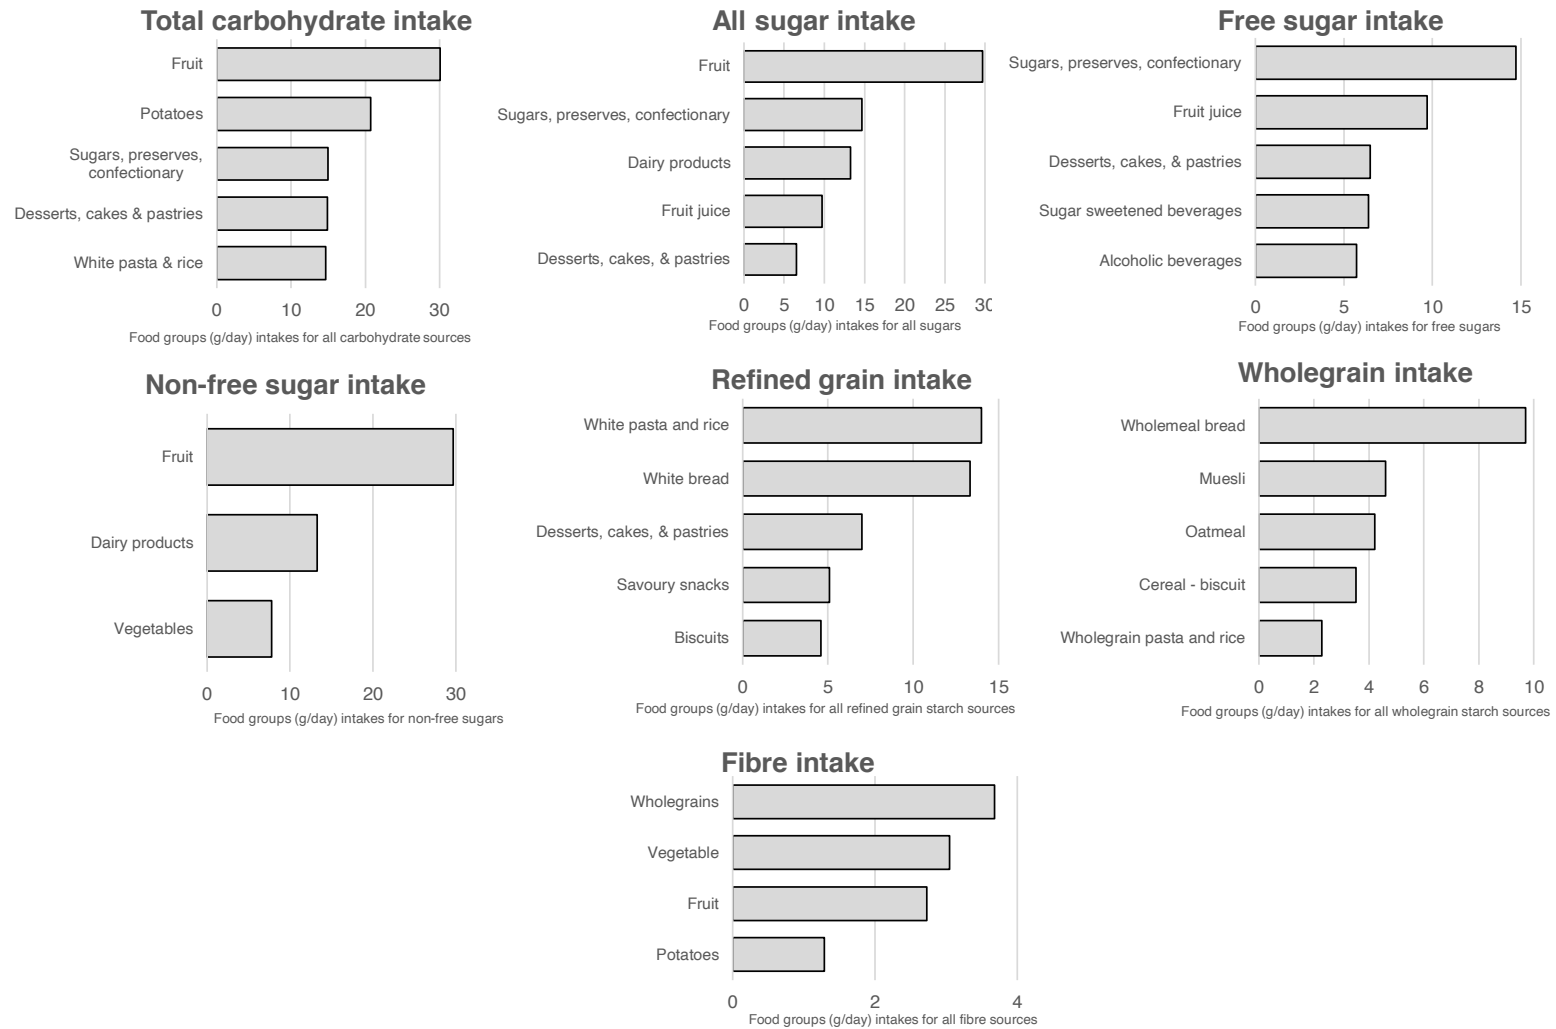 Total carbohydrate intake
Fruit
Potatoes
Sugars, preserves,
confectionary
Desserts, cakes & pastries
White pasta & rice
0 10 20 30
Food groups (g/day) intakes for all carbohydrate sources
All sugar intake
Fruit
Sugars, preserves, confectionary
Dairy products
Fruit juice
Desserts, cakes, & pastries
0 5 10 15 20 25 30
Food groups (g/day) intakes for all sugars
Free sugar intake
Sugars, preserves, confectionary
Fruit juice
Desserts, cakes, & pastries
Sugar sweetened beverages
Alcoholic beverages
0 5 10 15
Food groups (g/day) intakes for free sugars
Non-free sugar intake
Fruit
Dairy products
Vegetables
0 10 20 30
Food groups (g/day) intakes for non-free sugars
Refined grain intake
White pasta and rice
White bread
Desserts, cakes, & pastries
Savoury snacks
Biscuits
0 5 10 15
Food groups (g/day) intakes for all refined grain starch sources
Wholegrain intake
Wholemeal bread
Muesli
Oatmeal
Cereal - biscuit
Wholegrain pasta and rice
0 2 4 6 8 10
Food groups (g/day) intakes for all wholegrain starch sources
Fibre intake
Wholegrains
Vegetable
Fruit
Potatoes
0 2 4
Food groups (g/day) intakes for all fibre sources